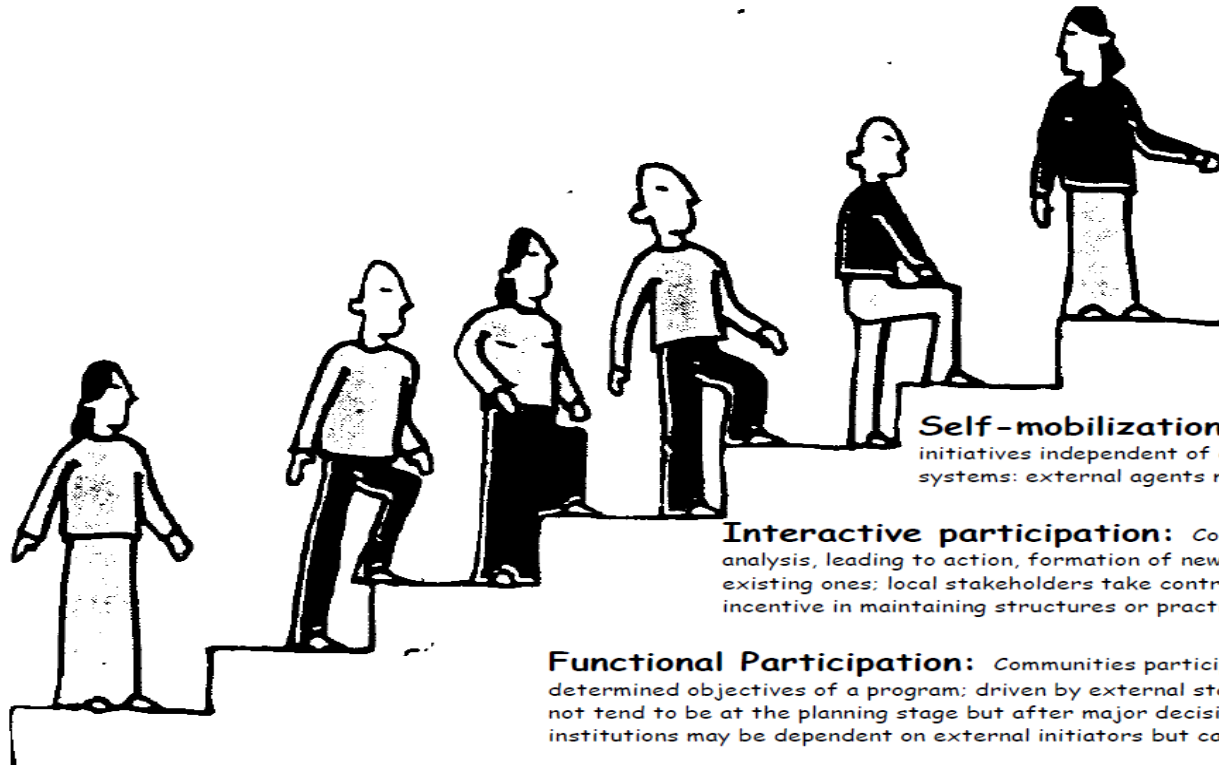 Self-mobilization
initiatives independent of
systems: external agents
Interactive participation: Co
analysis, leading to action, formation of new
existing ones; local stakeholders take contr
incentive in maintaining structures or pract
Functional Participation: Communities partici
determined objectives of a program; driven by external st
not tend to be at the planning stage but after major decisi
institutions may be dependent on external initiators but ca